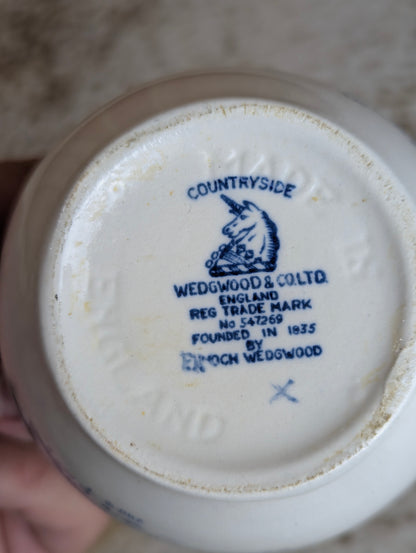 COUNTRYSIDE
WEDGWOOD & CO LTD.
ENGLAND
REG TRADE MARK
No 547269
FOUNDED IN 1835
BY
ENOCH WEDGWOOD
X
MADE IN
ENGLAND